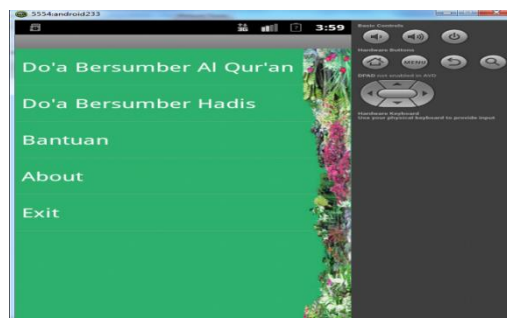 5554:android233
3G
3:59
Do'a Bersumber Al Qur'an
Do'a Bersumber Hadis
Bantuan
About
Exit
Basic Controls
Hardware Buttons
MENU
DPAD not enabled in AVD
Hardware Keyboard
Use your physical keyboard to provide input